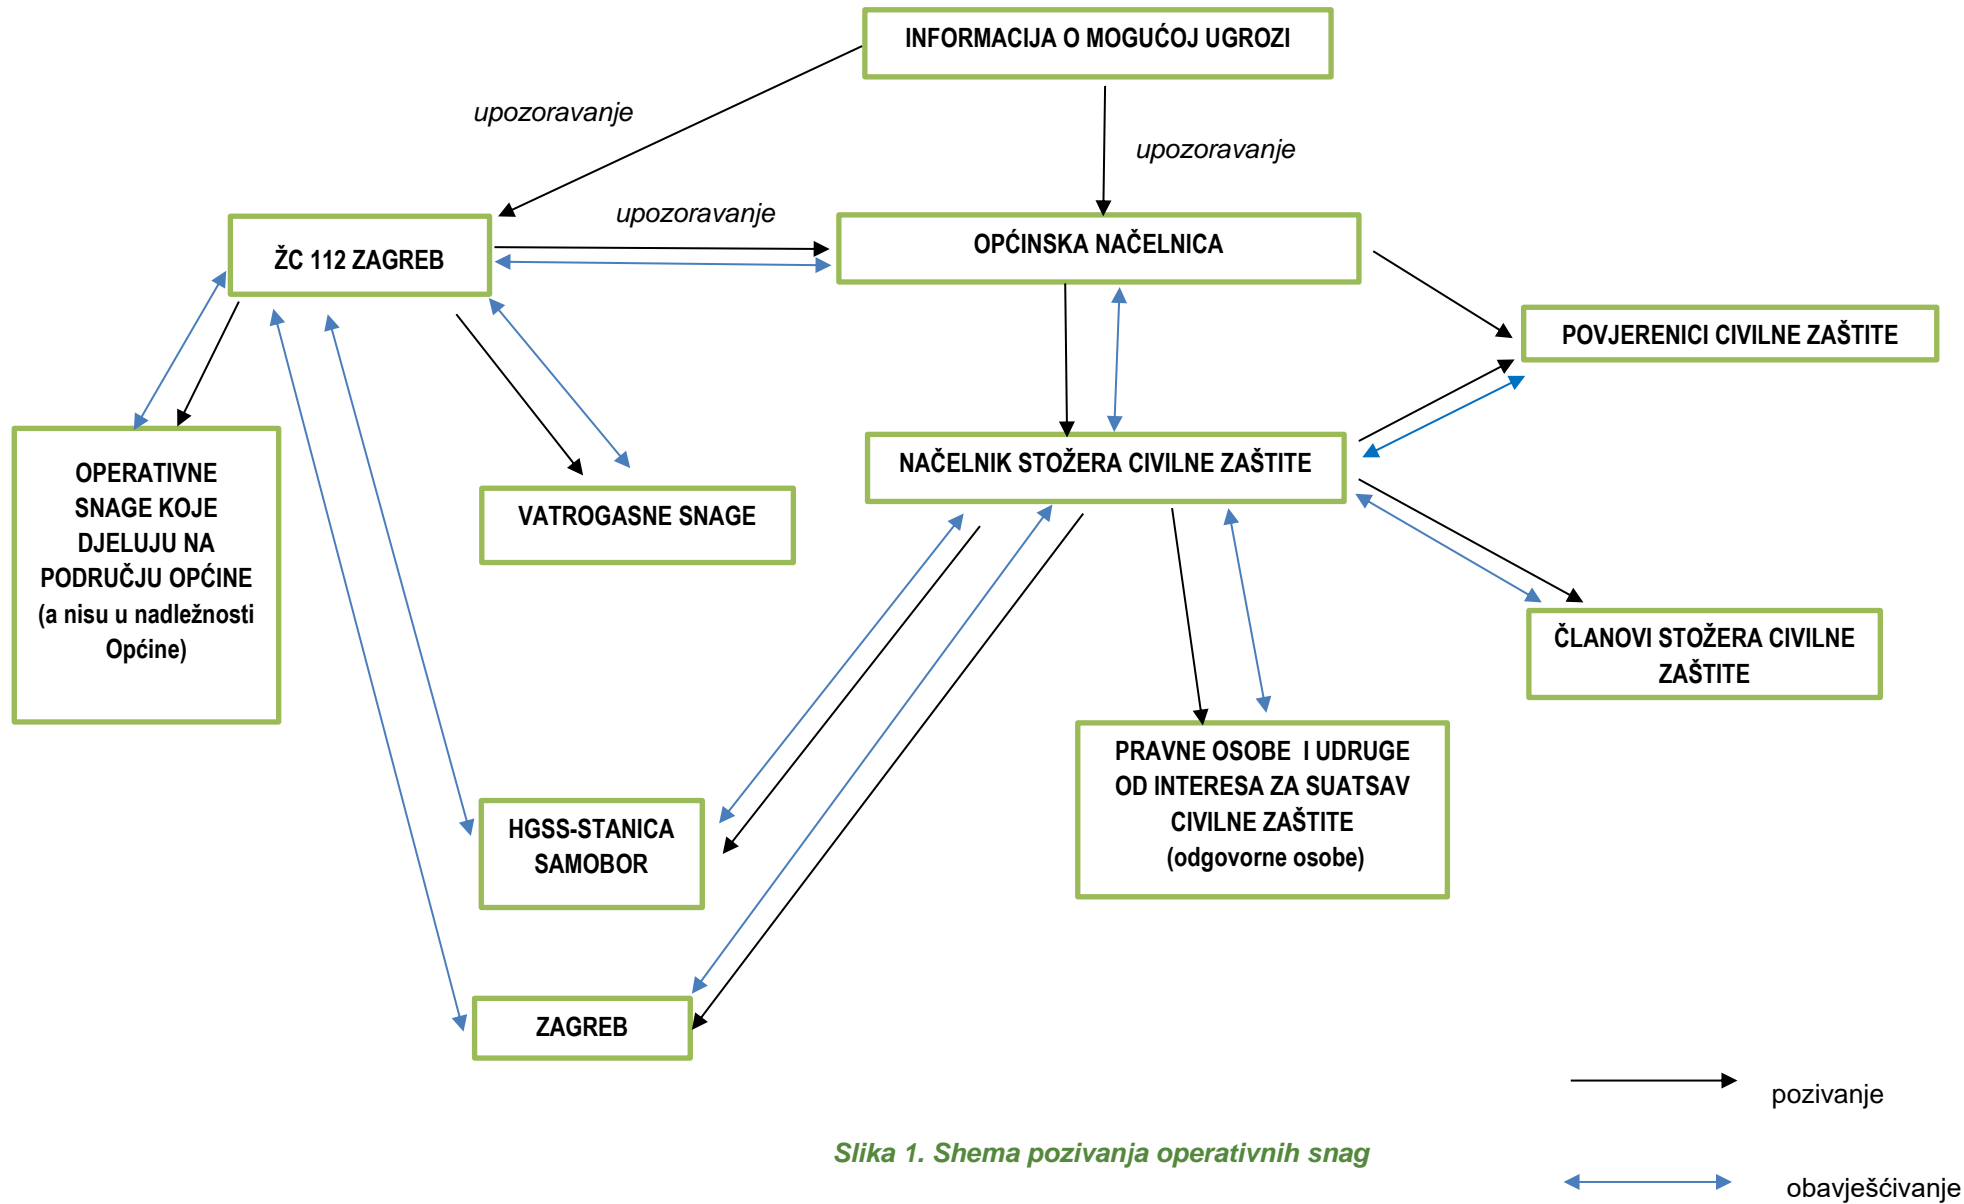 INFORMACIJA O MOGUĆOJ UGROZI
upozoravanje
upozoravanje
upozoravanje
ŽC 112 ZAGREB
OPĆINSKA NAČELNICA
POVJERENICI CIVILNE ZAŠTITE
OPERATIVNE
SNAGE KOJE
DJELUJU NA
PODRUČJU OPĆINE
(a nisu u nadležnosti
Općine)
VATROGASNE SNAGE
NAČELNIK STOŽERA CIVILNE ZAŠTITE
ČLANOVI STOŽERA CIVILNE
ZAŠTITE
PRAVNE OSOBE I UDRUGE
OD INTERESA ZA SUATSAV
CIVILNE ZAŠTITE
(odgovorne osobe)
HGSS-STANICA
SAMOBOR
ZAGREB
pozivanje
Slika 1. Shema pozivanja operativnih snag
obavješćivanje